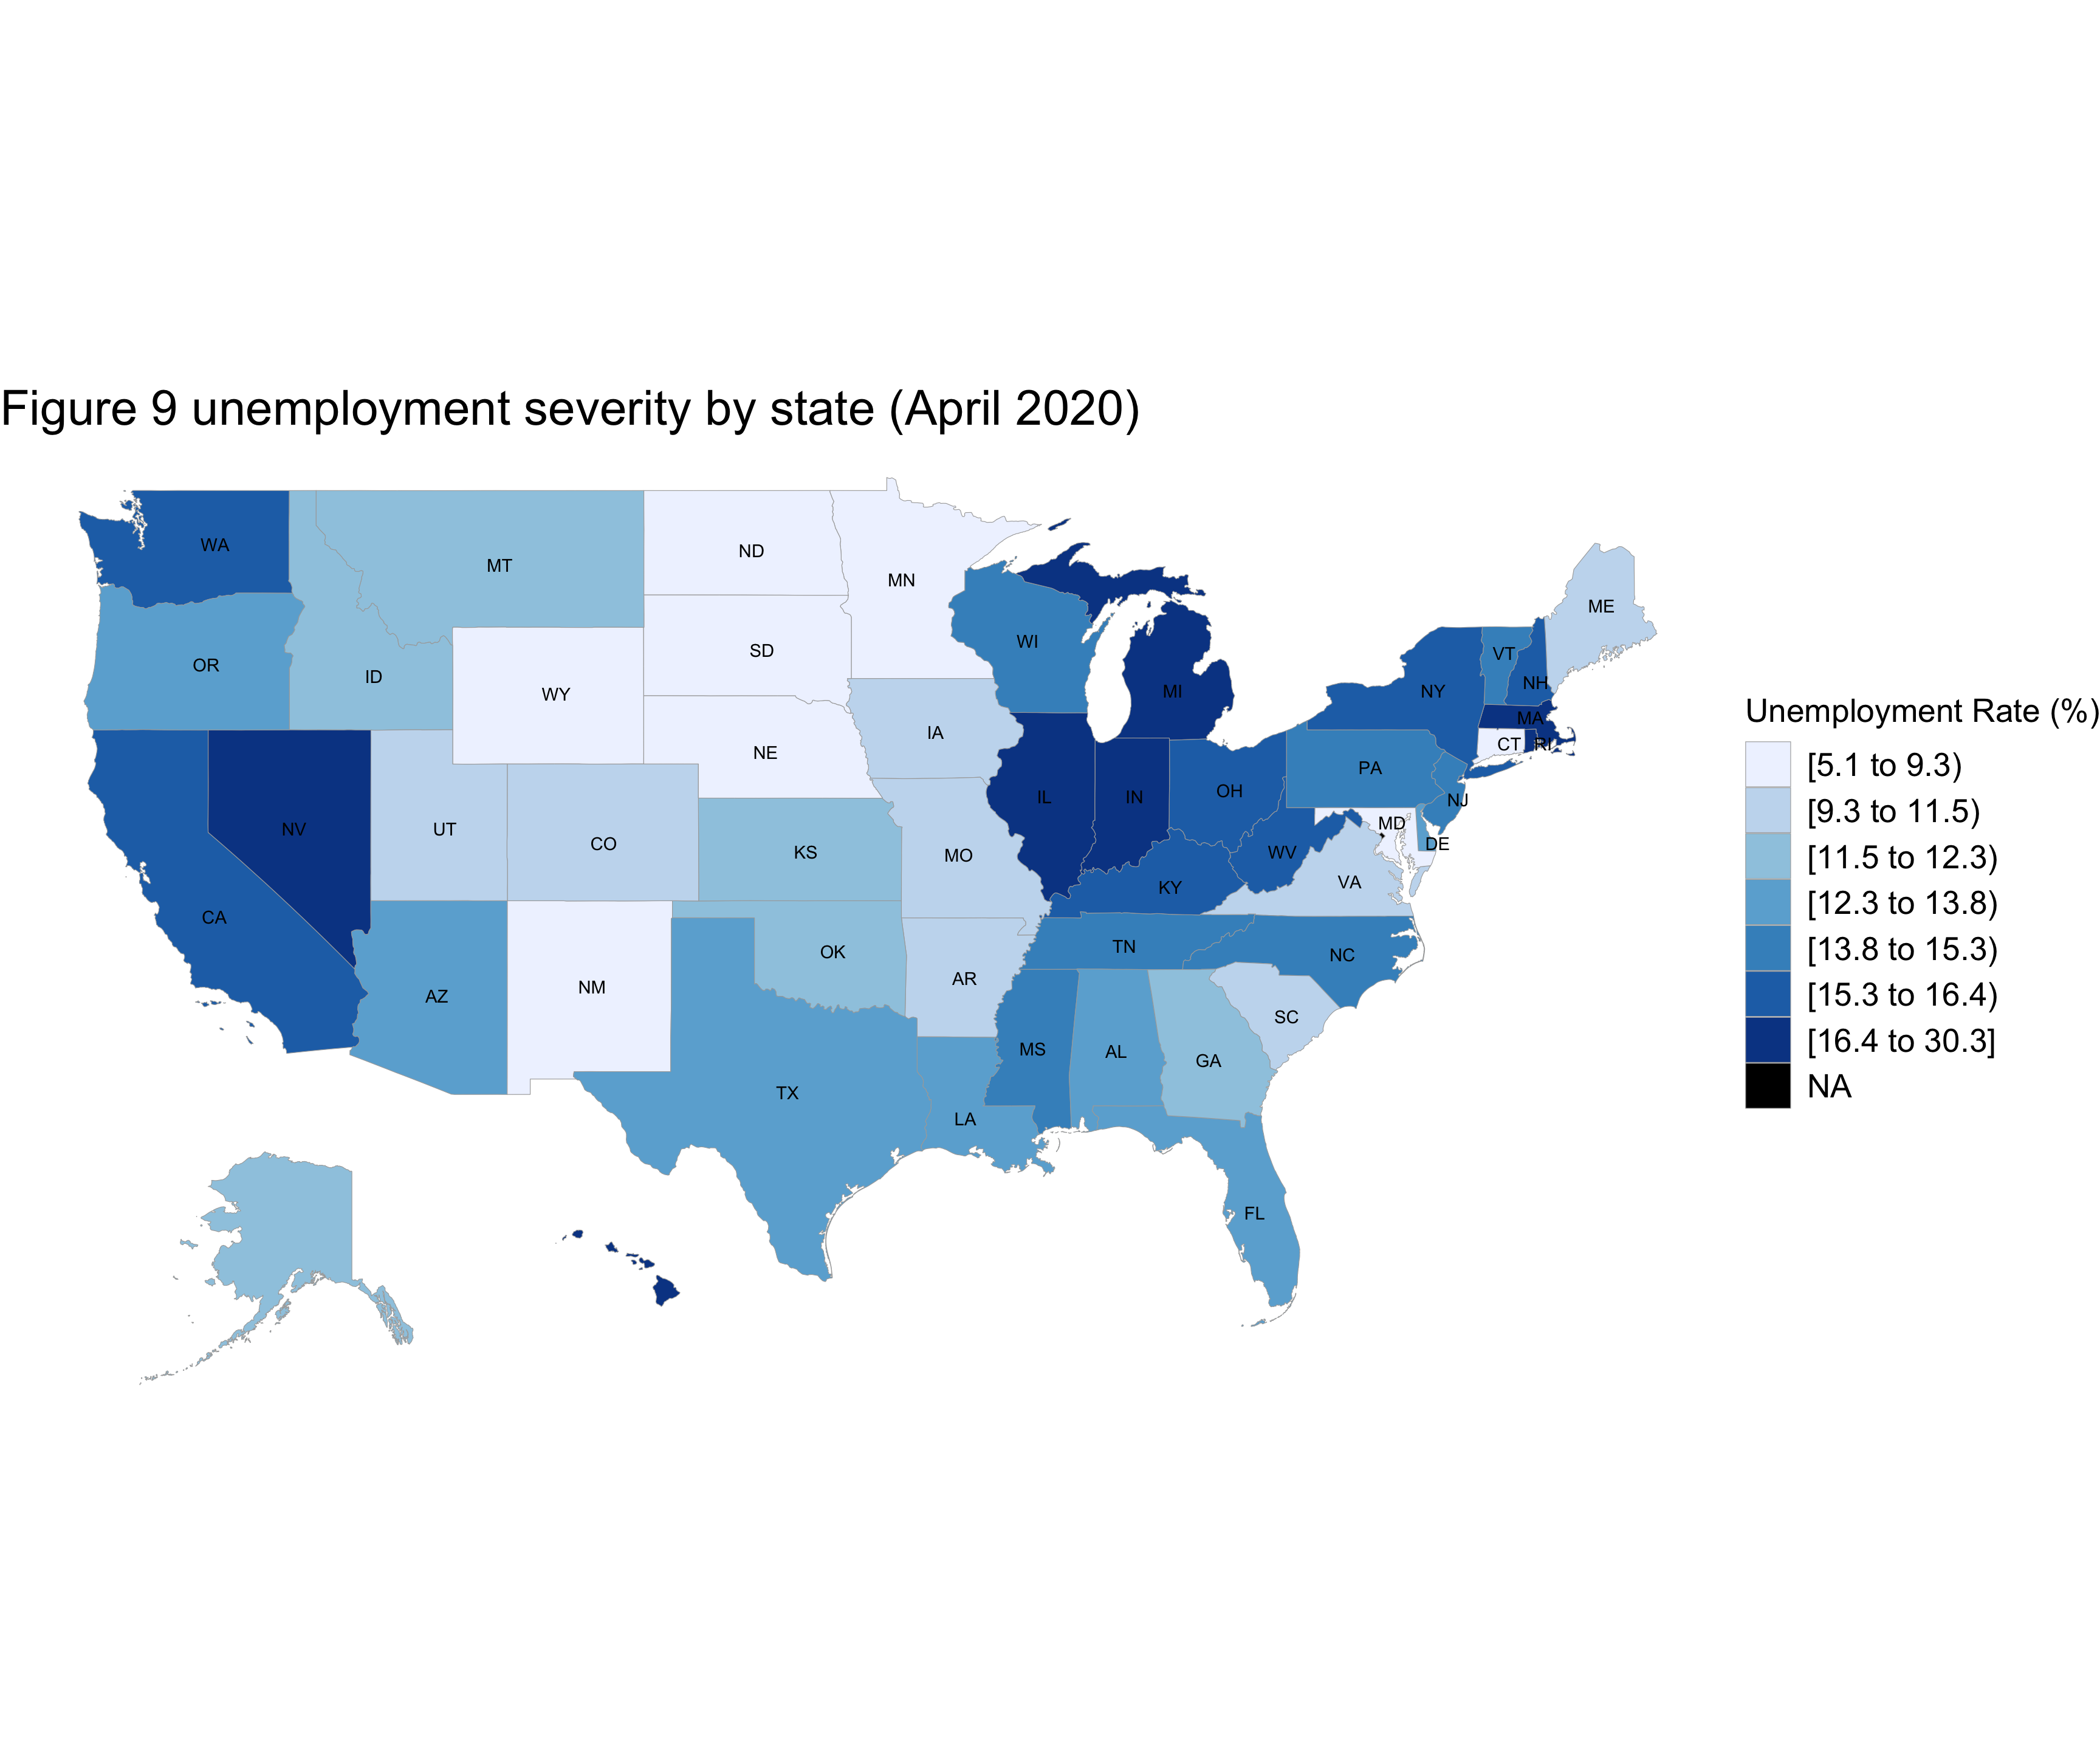 Figure 9 unemployment severity by state (April 2020)
WA
MT
ND
MN
ME
OR
ID
WY
SD
WI
MI
NY
VT
NH
MA
CT
RI
NE
IA
PA
NJ
NV
UT
CO
KS
MO
IL
IN
OH
MD
DE
WV
VA
KY
CA
AZ
NM
OK
AR
TN
NC
SC
MS
AL
GA
TX
LA
FL
Unemployment Rate (%)
[5.1 to 9.3)
[9.3 to 11.5)
[11.5 to 12.3)
[12.3 to 13.8)
[13.8 to 15.3)
[15.3 to 16.4)
[16.4 to 30.3]
NA